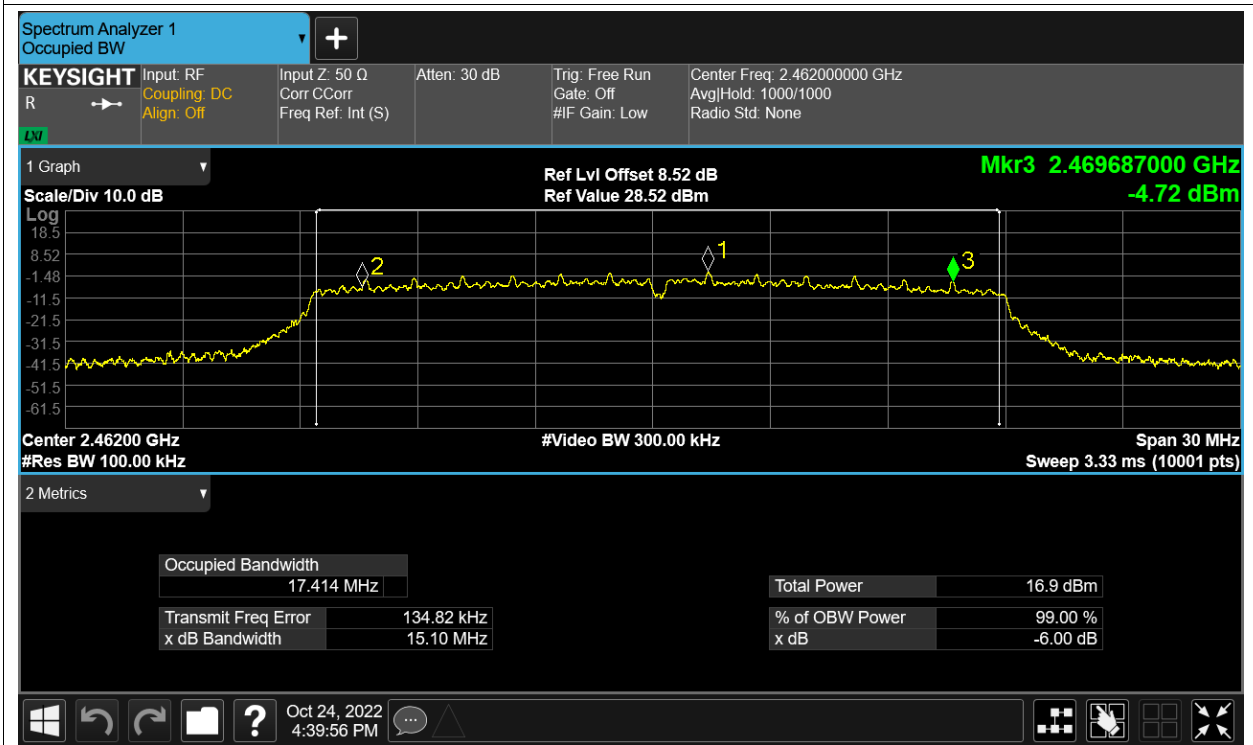 Spectrum Analyzer 1
Occupied BW
▼
+
KEYSIGHT Input: RF Input Z: 50 Ω Atten: 30 dB Trig: Free Run Center Freq: 2.462000000 GHz
R Coupling: DC Corr CCorr Gate: Off Avg|Hold: 1000/1000
Align: Off Freq Ref: Int (S) #IF Gain: Low Radio Std: None
LXI
1 Graph ▼ Ref Lvl Offset 8.52 dB Mkr3 2.469687000 GHz
Scale/Div 10.0 dB Ref Value 28.52 dBm -4.72 dBm
Log
18.5
8.52
-1.48
-11.5
-21.5
-31.5
-41.5
-51.5
-61.5
2
1
3
Center 2.46200 GHz #Video BW 300.00 kHz Span 30 MHz
#Res BW 100.00 kHz Sweep 3.33 ms (10001 pts)
2 Metrics ▼
Occupied Bandwidth
17.414 MHz Total Power 16.9 dBm
Transmit Freq Error 134.82 kHz % of OBW Power 99.00 %
x dB Bandwidth 15.10 MHz x dB -6.00 dB
? Oct 24, 2022
4:39:56 PM